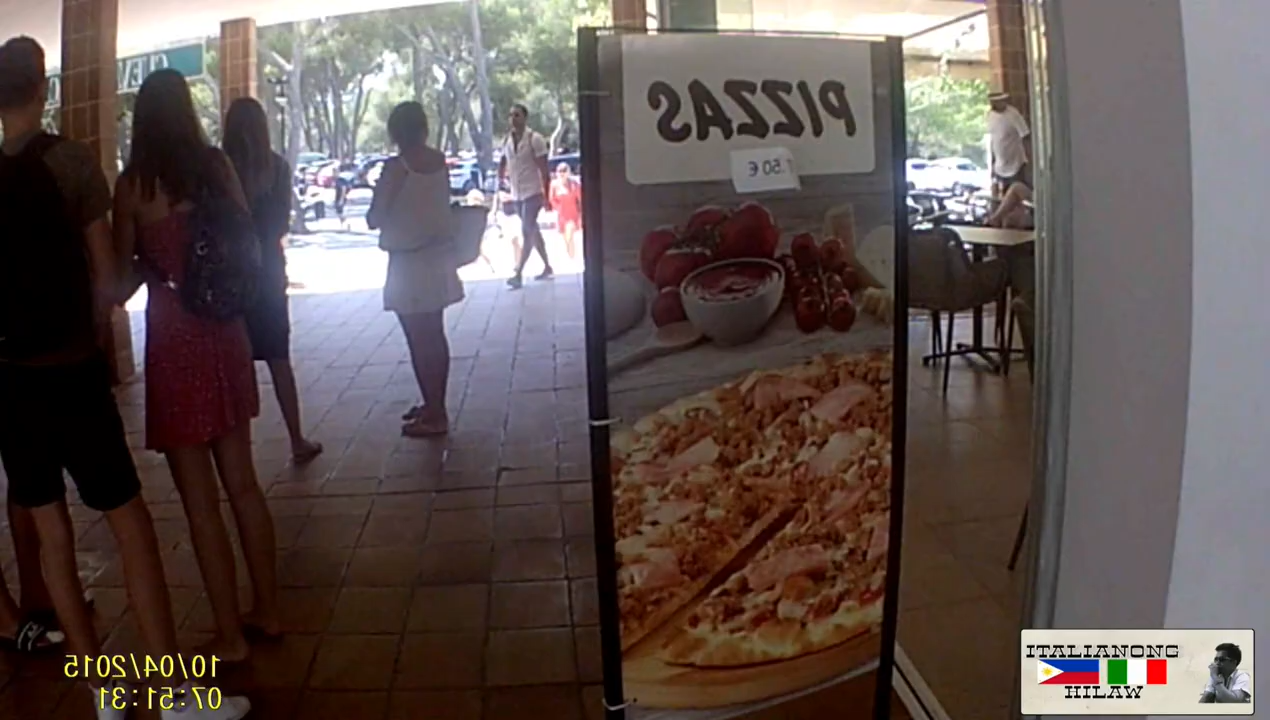 PIZZAS
.50 €
10/04/2015
07:51:31
ITALIANONG
HILAW